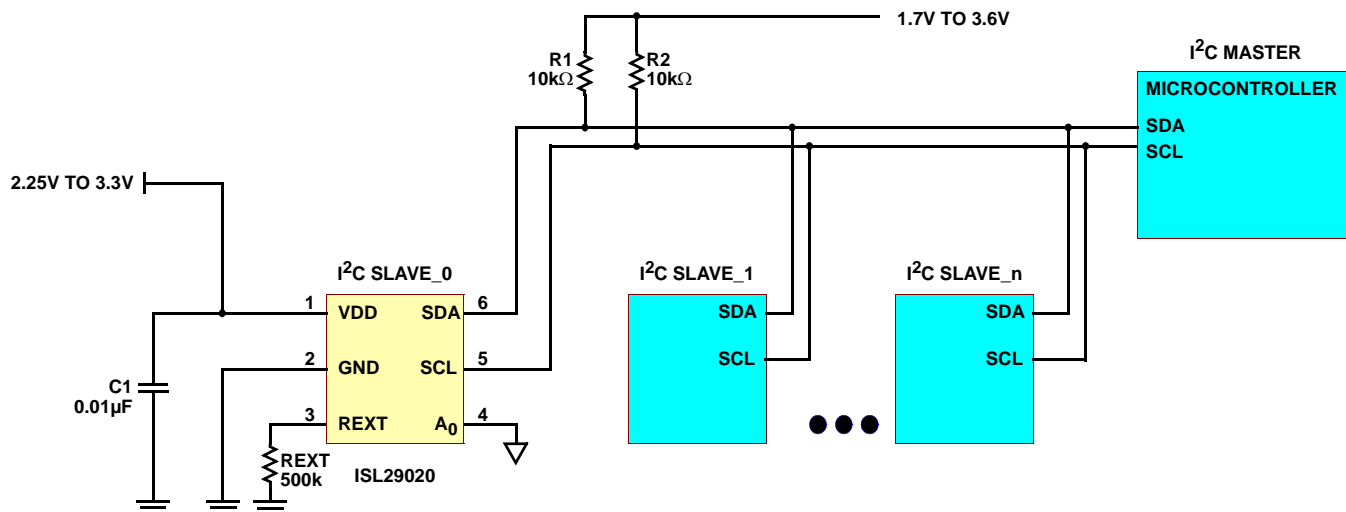 1.7V TO 3.6V
R1
10kΩ
R2
10kΩ
I²C MASTER
MICROCONTROLLER
SDA
SCL
2.25V TO 3.3V
I²C SLAVE_0
1
VDD
SDA
6
2
GND
SCL
5
3
REXT
A₀
4
C1
0.01µF
REXT
500k
ISL29020
I²C SLAVE_1
SDA
SCL
I²C SLAVE_n
SDA
SCL